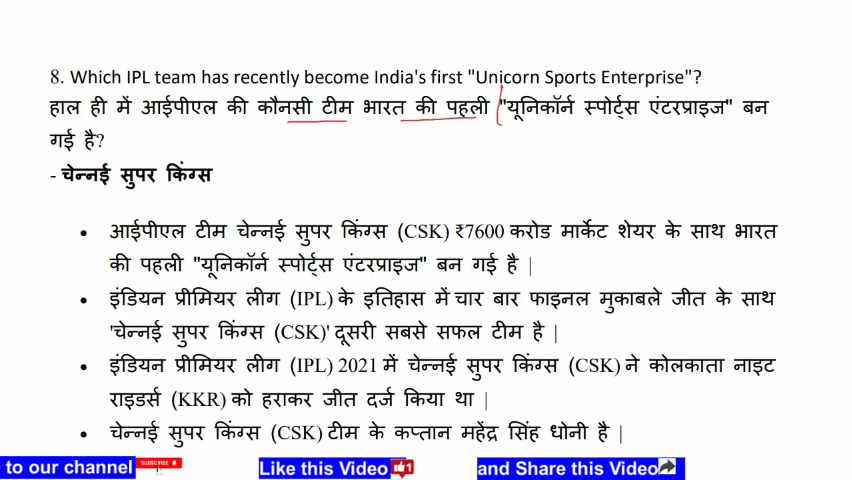 8. Which IPL team has recently become India's first "Unicorn Sports Enterprise"?
हाल ही में आईपीएल की कौनसी टीम भारत की पहली "यूनिकॉर्न स्पोर्ट्स एंटरप्राइज" बन
गई है?
- चेन्नई सुपर किंग्स
• आईपीएल टीम चेन्नई सुपर किंग्स (CSK) ₹7600 करोड मार्केट शेयर के साथ भारत
की पहली "यूनिकॉर्न स्पोर्ट्स एंटरप्राइज" बन गई है |
• इंडियन प्रीमियर लीग (IPL) के इतिहास में चार बार फाइनल मुकाबले जीत के साथ
'चेन्नई सुपर किंग्स (CSK)' दूसरी सबसे सफल टीम है |
• इंडियन प्रीमियर लीग (IPL) 2021 में चेन्नई सुपर किंग्स (CSK) ने कोलकाता नाइट
राइडर्स (KKR) को हराकर जीत दर्ज किया था |
• चेन्नई सुपर किंग्स (CSK) टीम के कप्तान महेंद्र सिंह धोनी है |
to our channel SUBSCRIBE Like this Video 1 and Share this Video